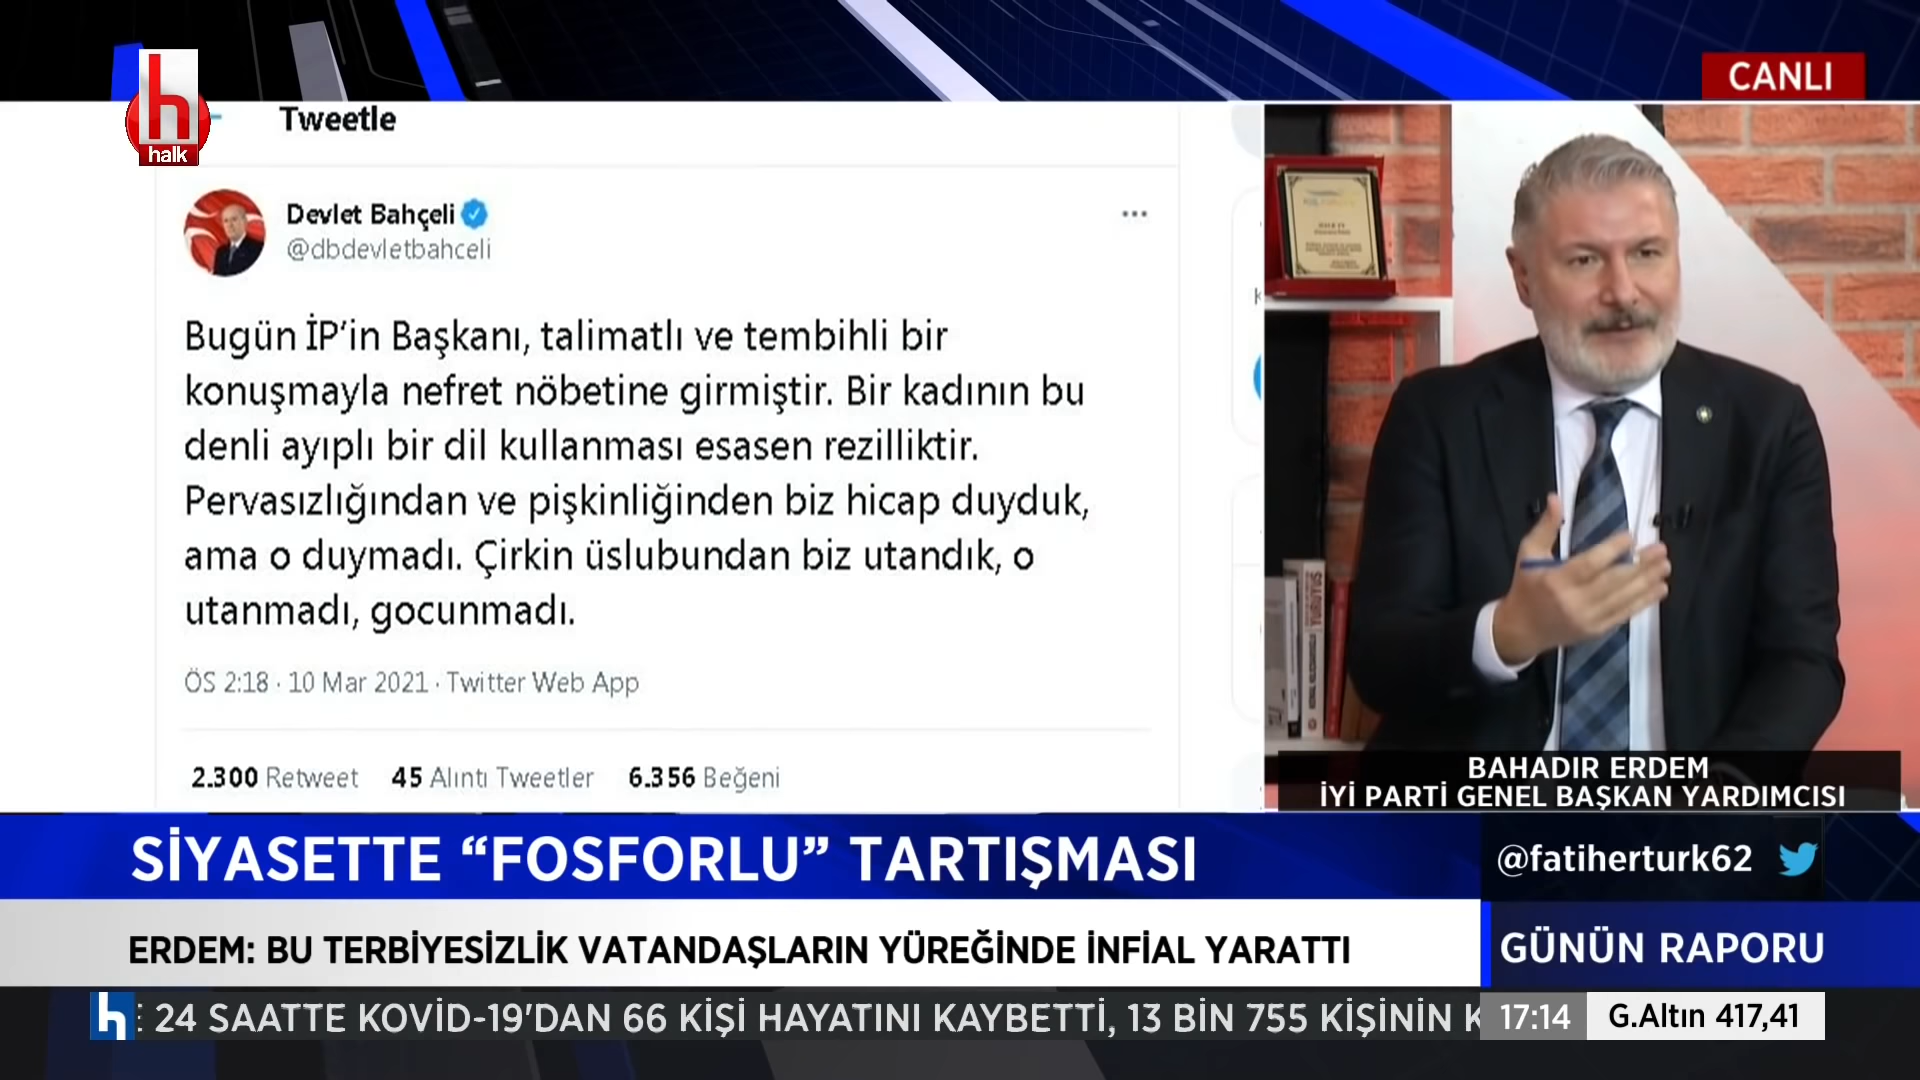 CANLI
h
halk
Tweetle
Devlet Bahçeli
@dbdevletbahceli
Bugün İP'in Başkanı, talimatlı ve tembihli bir
konuşmayla nefret nöbetine girmiştir. Bir kadının bu
denli ayıplı bir dil kullanması esasen rezilliktir.
Pervasızlığından ve pişkinliğinden biz hicap duyduk,
ama o duymadı. Çirkin üslubundan biz utandık, o
utanmadı, gocunmadı.
ÖS 2:18 · 10 Mar 2021 · Twitter Web App
2.300 Retweet 45 Alıntı Tweetler 6.356 Beğeni
BAHADIR ERDEM
İYİ PARTİ GENEL BAŞKAN YARDIMCISI
SİYASETTE “FOSFORLU” TARTIŞMASI
@fatiherturk62
ERDEM: BU TERBİYESİZLİK VATANDAŞLARIN YÜREĞİNDE İNFİAL YARATTI
GÜNÜN RAPORU
h 24 SAATTE KOVİD-19'DAN 66 KİŞİ HAYATINI KAYBETTİ, 13 BİN 755 KİŞİNİN 17:14 G.Altın 417,41